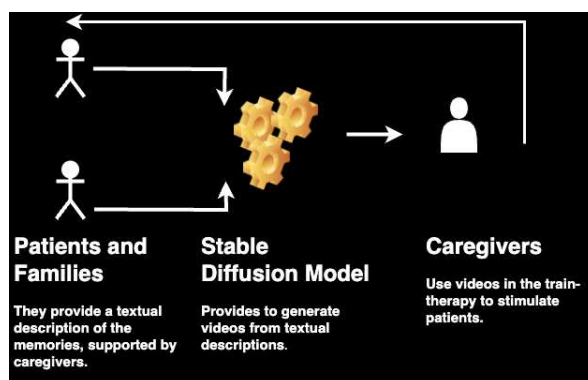 Patients and
Families
They provide a textual
description of the
memories, supported by
caregivers.
Stable
Diffusion Model
Provides to generate
videos from textual
descriptions.
Caregivers
Use videos in the train-
therapy to stimulate
patients.